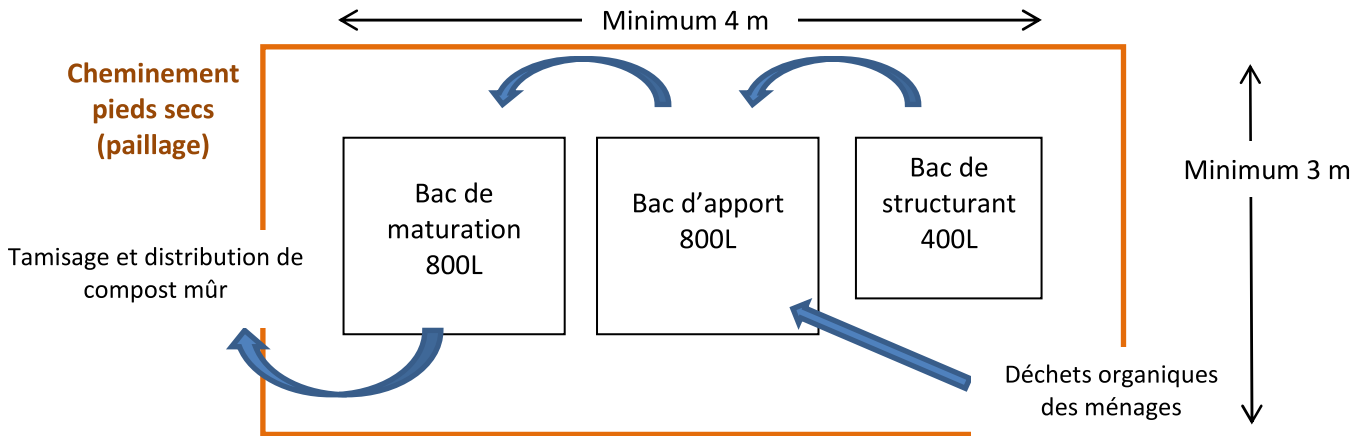 Minimum 4 m
Cheminement
pieds secs
(paillage)
Minimum 3 m
Bac de
maturation
800L
Bac d’apport
800L
Bac de
structurant
400L
Tamisage et distribution de
compost mûr
Déchets organiques
des ménages